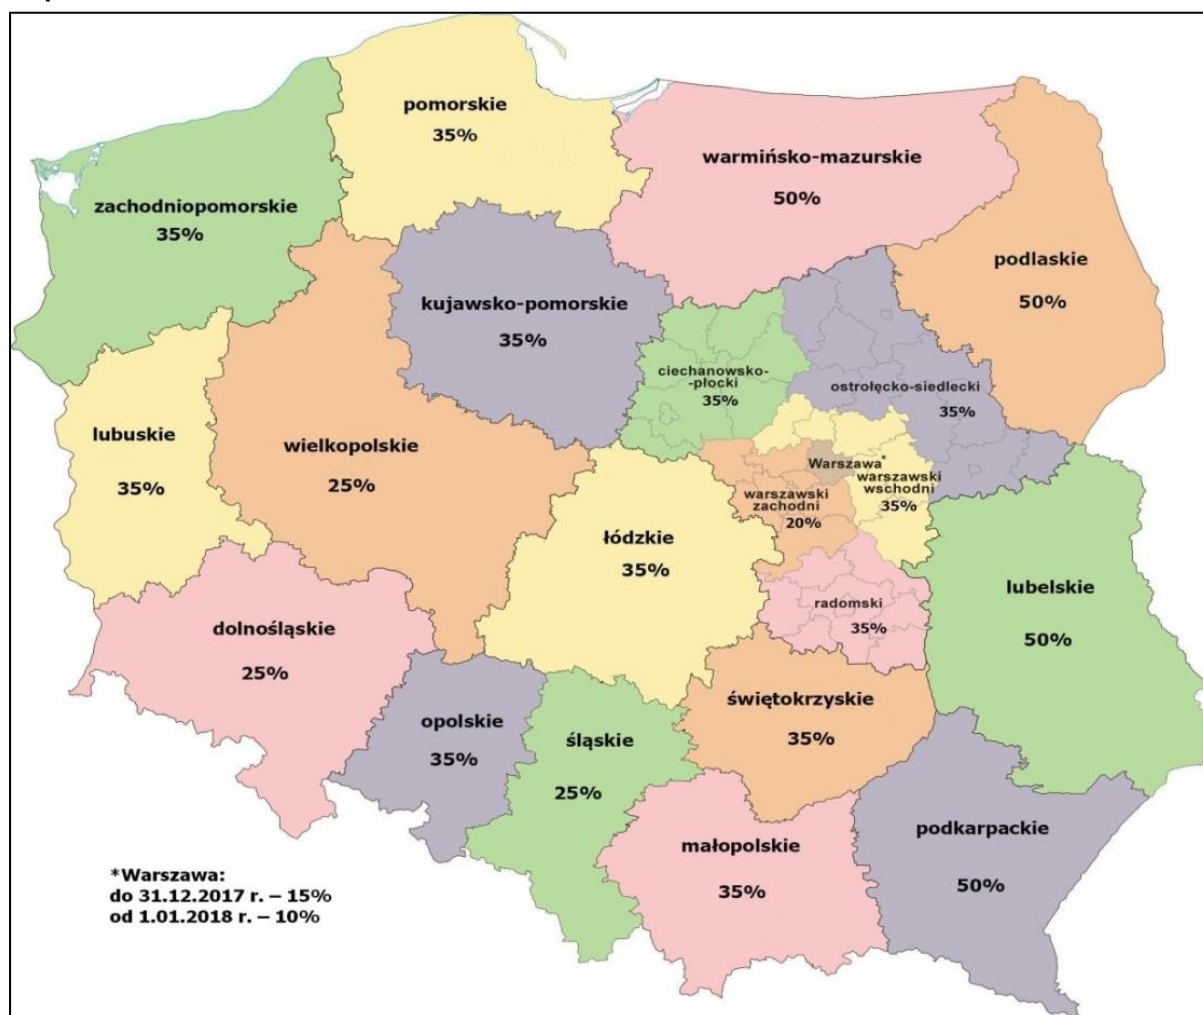 pomorskie
35%
warmińsko-mazurskie
50%
zachodniopomorskie
35%
podlaskie
50%
kujawsko-pomorskie
35%
ciechanowsko-
-płocki
35%
ostrołęcko-siedlecki
35%
lubuskie
35%
wielkopolskie
25%
Warszawa*
warszawski
wschodni
35%
warszawski
zachodni
20%
łódzkie
35%
radomski
35%
lubelskie
50%
dolnośląskie
25%
opolskie
35%
śląskie
25%
świętokrzyskie
35%
małopolskie
35%
podkarpackie
50%
*Warszawa:
do 31.12.2017 r. – 15%
od 1.01.2018 r. – 10%